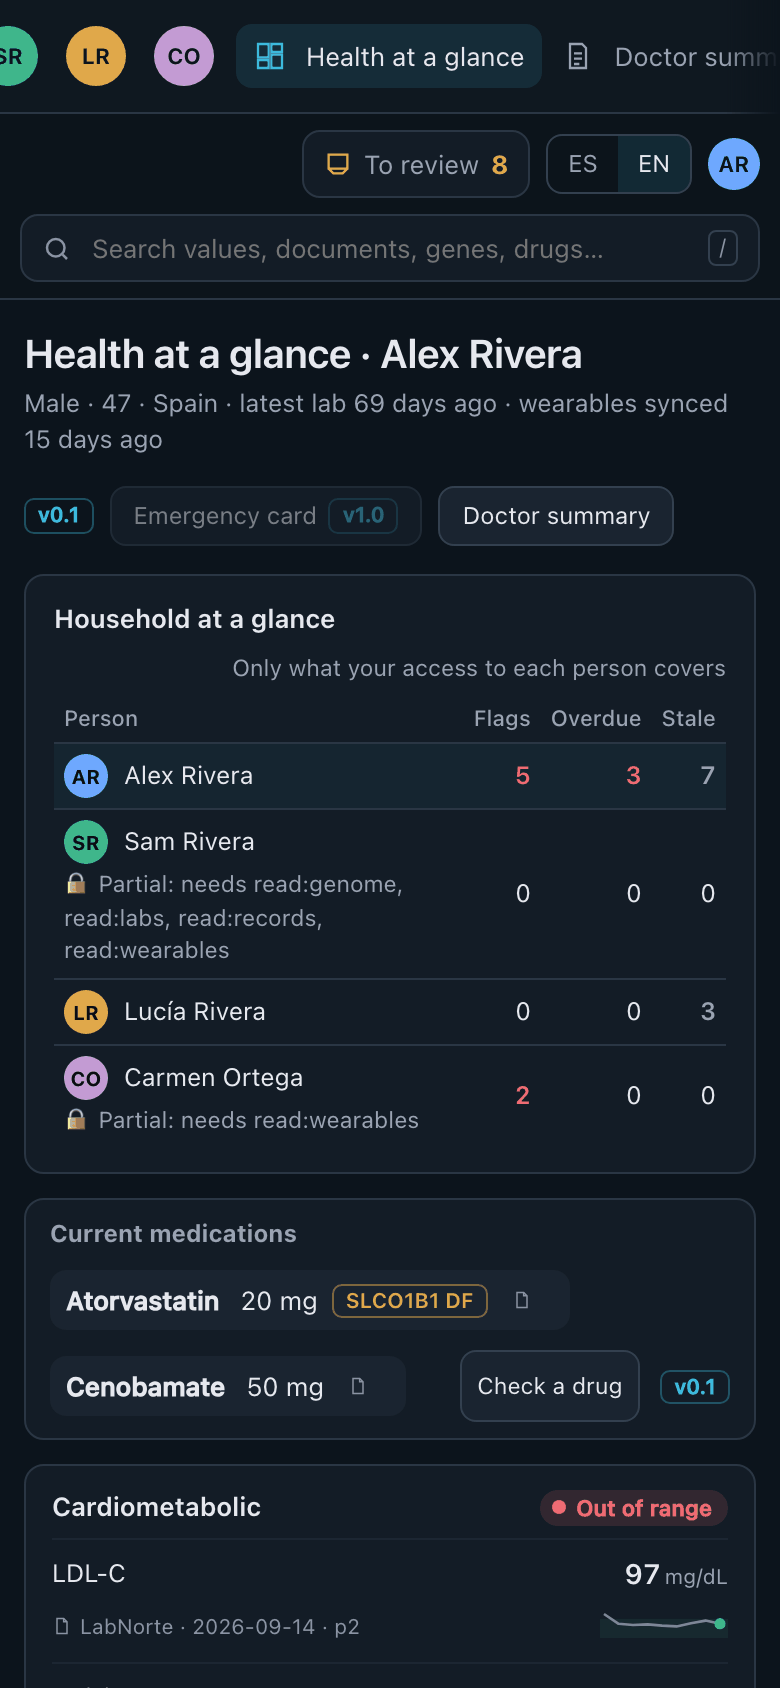 SR LR CO Health at a glance Doctor summ
To review 8 ES EN AR
Search values, documents, genes, drugs... /
Health at a glance · Alex Rivera
Male · 47 · Spain · latest lab 69 days ago · wearables synced
15 days ago
v0.1 Emergency card v1.0 Doctor summary
Household at a glance
Only what your access to each person covers
Person Flags Overdue Stale
AR Alex Rivera 5 3 7
SR Sam Rivera
Partial: needs read:genome,
read:labs, read:records,
read:wearables
0 0 0
LR Lucía Rivera 0 0 3
CO Carmen Ortega
Partial: needs read:wearables
2 0 0
Current medications
Atorvastatin 20 mg SLCO1B1 DF
Cenobamate 50 mg Check a drug v0.1
Cardiometabolic Out of range
LDL-C 97 mg/dL
LabNorte · 2026-09-14 · p2